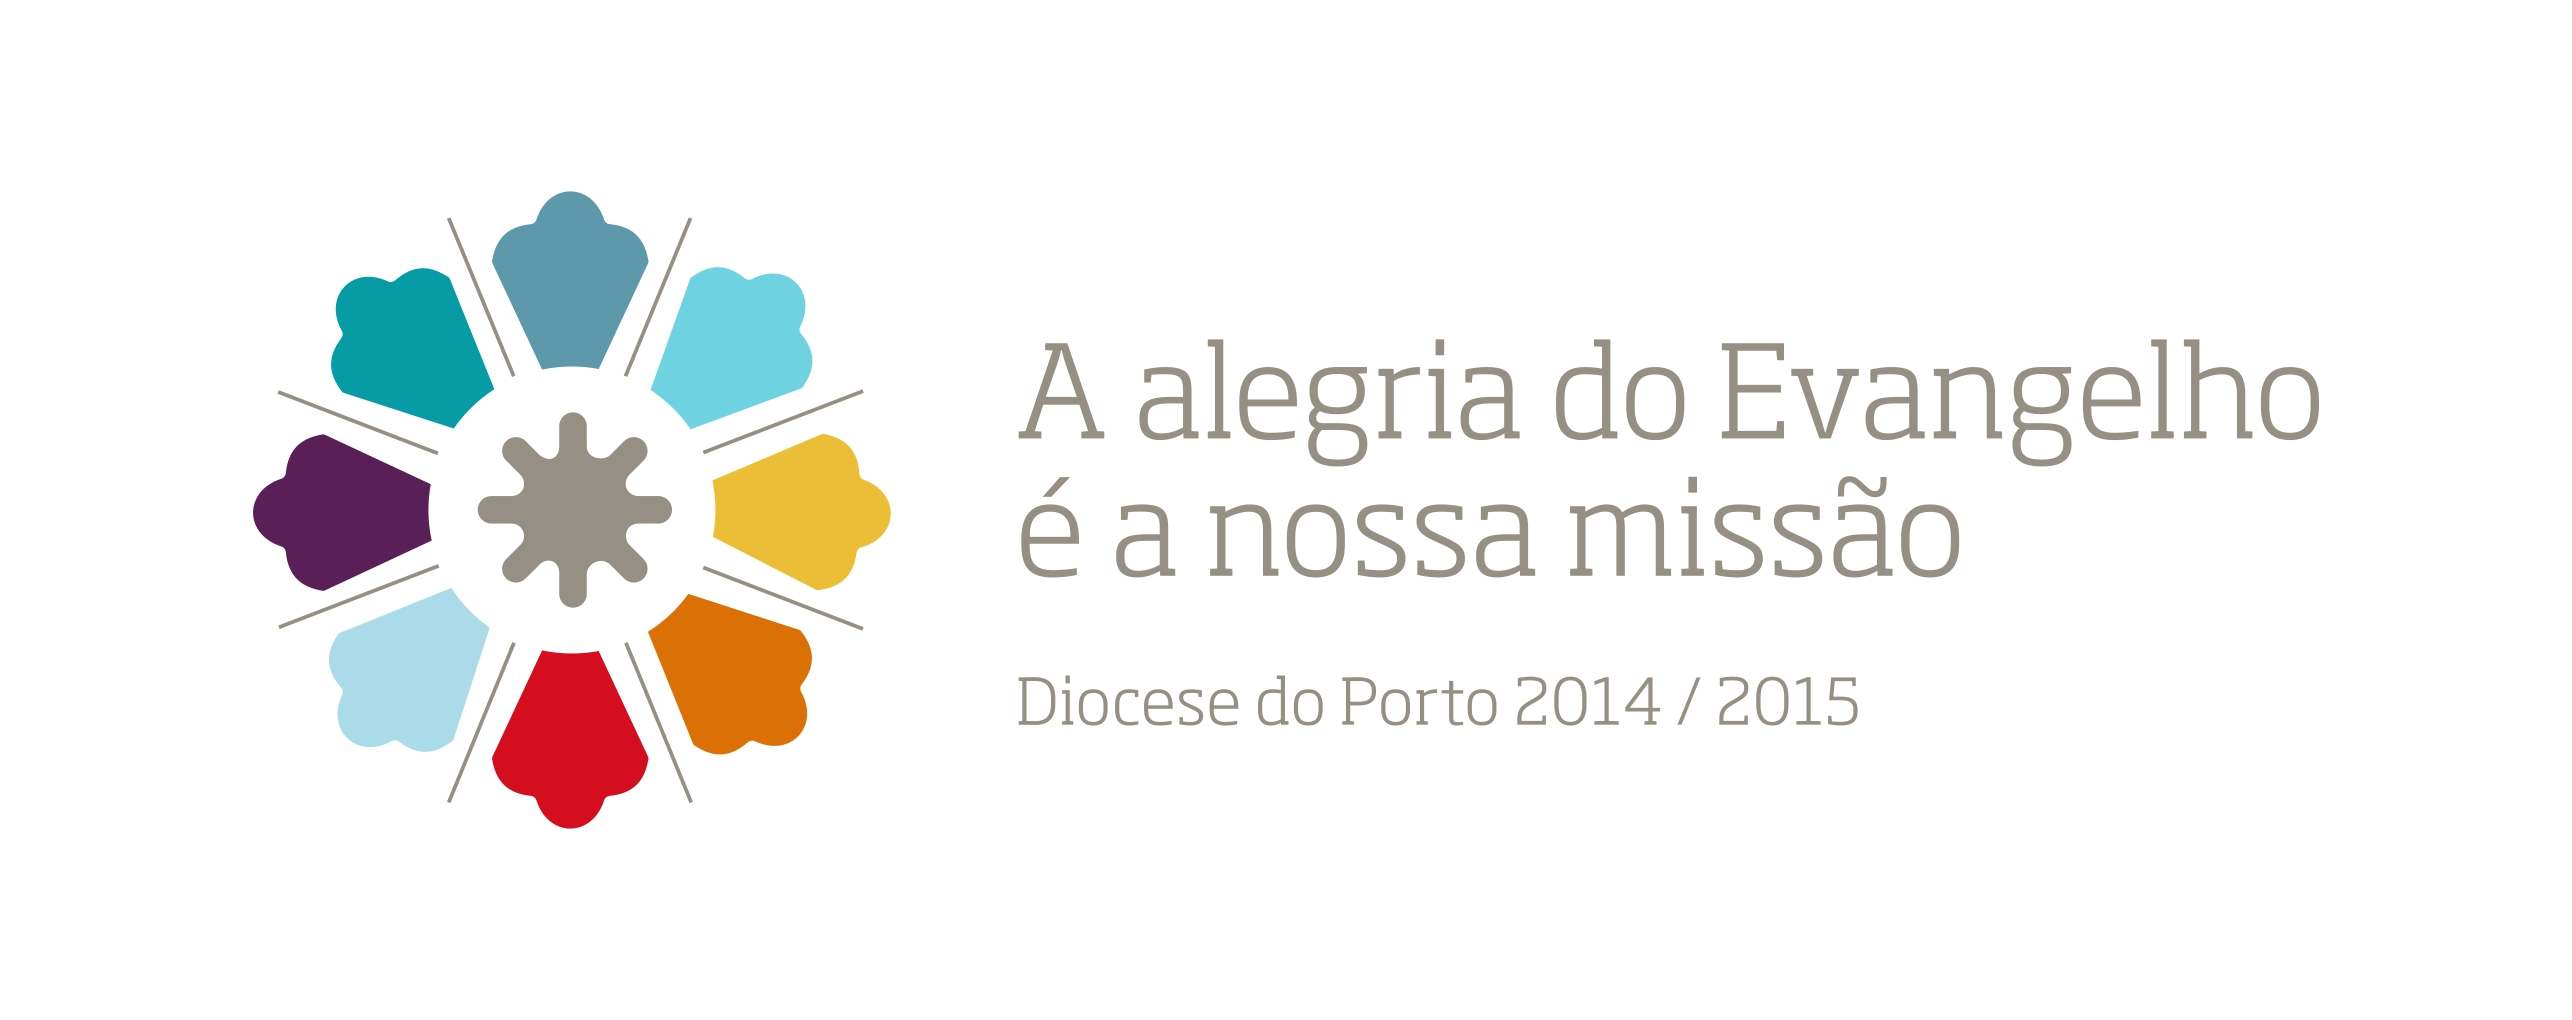 A alegria do Evangelho
é a nossa missão
Diocese do Porto 2014 / 2015